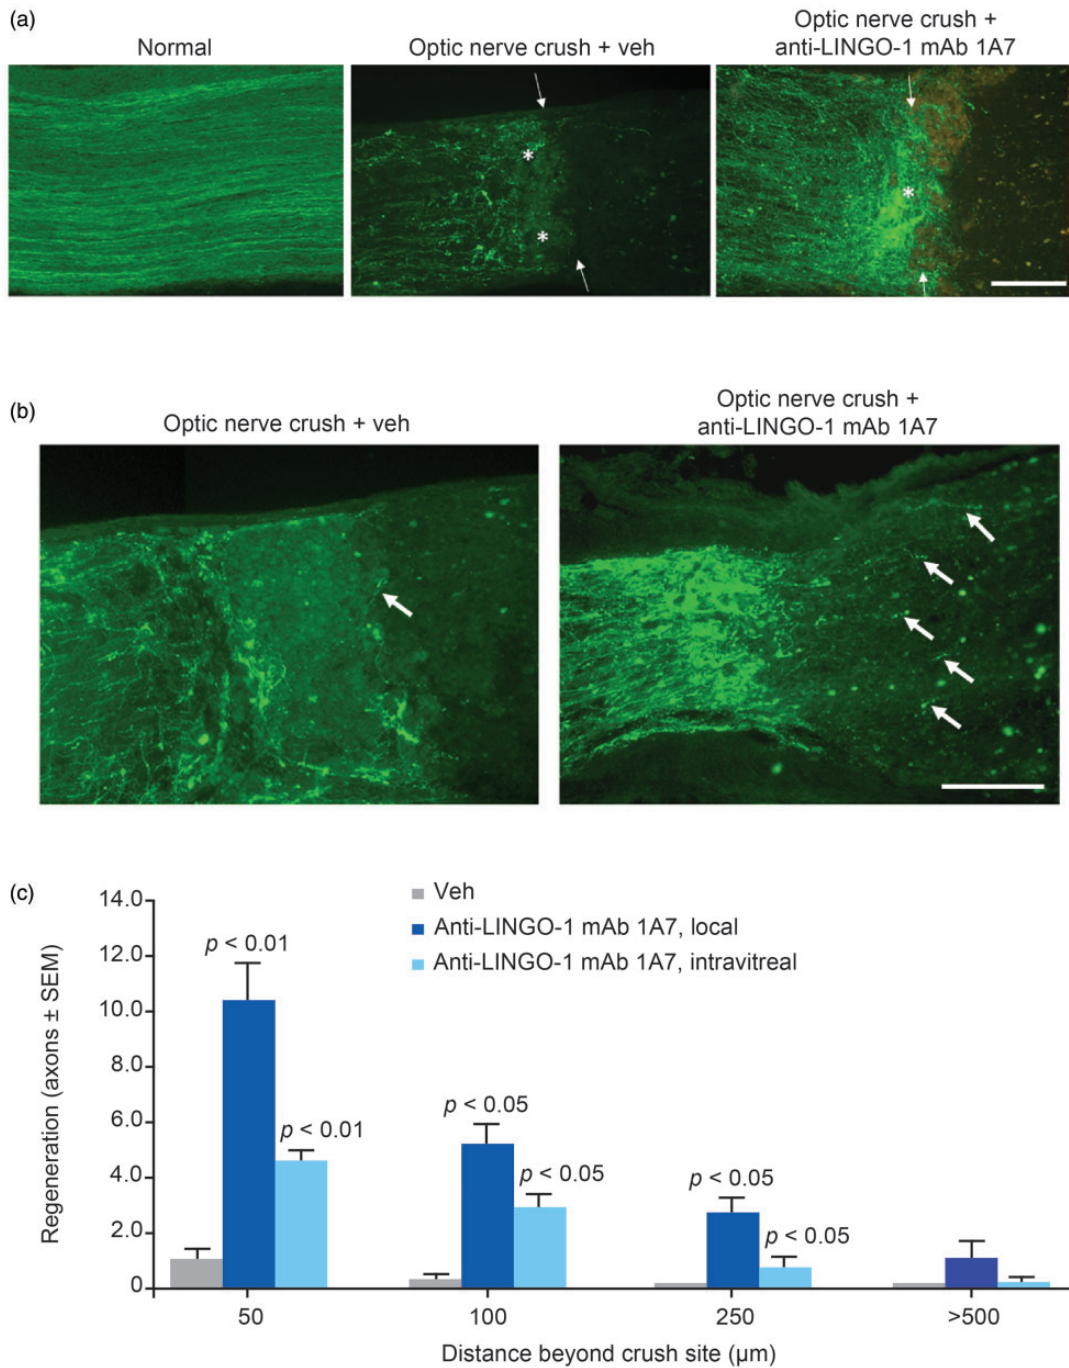 (a)
Normal
Optic nerve crush + veh
Optic nerve crush +
anti-LINGO-1 mAb 1A7
*
*
*
(b)
Optic nerve crush + veh
Optic nerve crush +
anti-LINGO-1 mAb 1A7
(c)
Regeneration (axons ± SEM)
14.0
12.0
10.0
8.0
6.0
4.0
2.0
0
Veh
Anti-LINGO-1 mAb 1A7, local
Anti-LINGO-1 mAb 1A7, intravitreal
p < 0.01
p < 0.01
p < 0.05
p < 0.05
p < 0.05
p < 0.05
50
100
250
>500
Distance beyond crush site (µm)